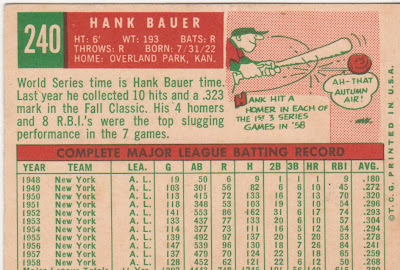 240
HANK BAUER
HT: 6' WT: 193 BATS: R
THROWS: R BORN: 7/31/22
HOME: OVERLAND PARK, KAN.
World Series time is Hank Bauer time.
Last year he collected 10 hits and a .323
mark in the Fall Classic. His 4 homers
and 8 R.B.I.'s were the top slugging
performance in the 7 games.
AH-THAT
AUTUMN
AIR!
HANK HIT A
HOMER IN EACH OF
THE 1ST 3 SERIES
GAMES IN '58
COMPLETE MAJOR LEAGUE BATTING RECORD
YEAR TEAM LEA. G AB R H 2B 3B HR RBI AVG.
1948 New York A. L. 19 50 6 9 1 1 1 9 .180
1949 New York A. L. 103 301 56 82 6 6 10 45 .272
1950 New York A. L. 113 415 72 133 16 2 13 70 .320
1951 New York A. L. 118 348 53 103 19 3 10 54 .296
1952 New York A. L. 141 553 86 162 31 6 17 74 .293
1953 New York A. L. 133 437 77 133 20 6 10 57 .304
1954 New York A. L. 114 377 73 111 16 5 12 54 .294
1955 New York A. L. 139 492 97 137 20 5 20 53 .278
1956 New York A. L. 147 539 96 130 18 7 26 84 .241
1957 New York A. L. 137 479 70 124 22 9 18 65 .259
1958 New York A. L. 128 452 62 121 22 6 12 50 .268
Major League Totals
© T.C.G. PRINTED IN U.S.A.